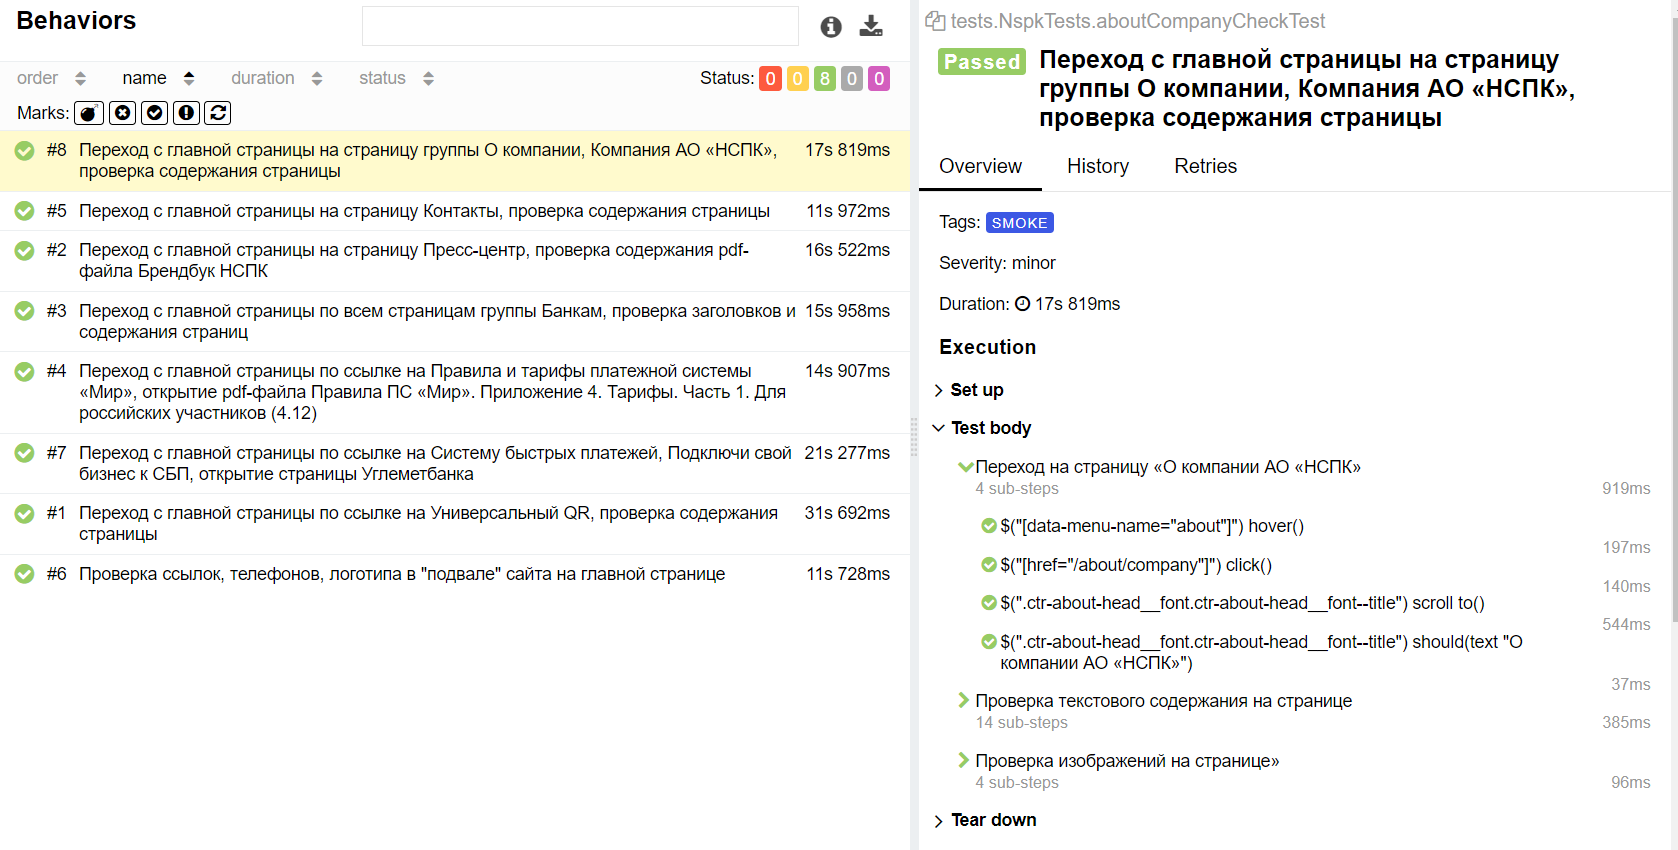 Behaviors
order name duration status Status: 0 0 8 0 0
Marks:
#8 Переход с главной страницы на страницу группы О компании, Компания АО «НСПК», 17s 819ms
проверка содержания страницы
#5 Переход с главной страницы на страницу Контакты, проверка содержания страницы 11s 972ms
#2 Переход с главной страницы на страницу Пресс-центр, проверка содержания pdf- 16s 522ms
файла Брендбук НСПК
#3 Переход с главной страницы по всем страницам группы Банкам, проверка заголовков и 15s 958ms
содержания страниц
#4 Переход с главной страницы по ссылке на Правила и тарифы платежной системы 14s 907ms
«Мир», открытие pdf-файла Правила ПС «Мир». Приложение 4. Тарифы. Часть 1. Для
российских участников (4.12)
#7 Переход с главной страницы по ссылке на Систему быстрых платежей, Подключи свой 21s 277ms
бизнес к СБП, открытие страницы Углеметбанка
#1 Переход с главной страницы по ссылке на Универсальный QR, проверка содержания 31s 692ms
страницы
#6 Проверка ссылок, телефонов, логотипа в "подвале" сайта на главной странице 11s 728ms
tests.NspkTests.aboutCompanyCheckTest
Passed Переход с главной страницы на страницу
группы О компании, Компания АО «НСПК»,
проверка содержания страницы
Overview History Retries
Tags: SMOKE
Severity: minor
Duration: 17s 819ms
Execution
Set up
Test body
Переход на страницу «О компании АО «НСПК»
4 sub-steps 919ms
$("[data-menu-name="about"]") hover()
197ms
$("[href="/about/company"]") click()
140ms
$(".ctr-about-head__font.ctr-about-head__font--title") scroll to()
544ms
$(".ctr-about-head__font.ctr-about-head__font--title") should(text "О
компании АО «НСПК»")
37ms
Проверка текстового содержания на странице
14 sub-steps 385ms
Проверка изображений на странице»
4 sub-steps 96ms
Tear down